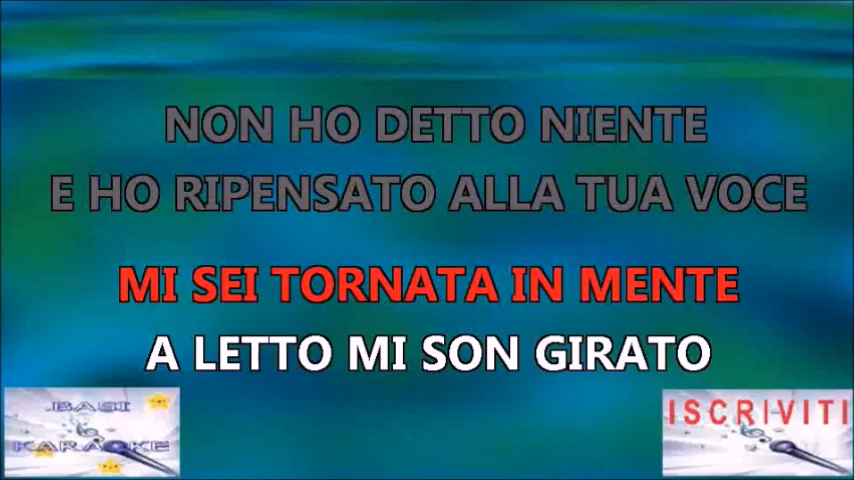 NON HO DETTO NIENTE
E HO RIPENSATO ALLA TUA VOCE
MI SEI TORNATA IN MENTE
A LETTO MI SON GIRATO
BASI
KARAOKE
ISCRIVITI